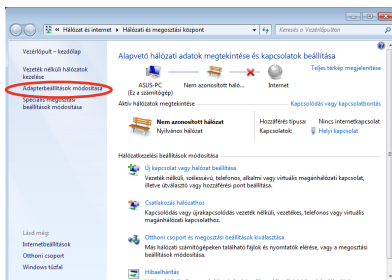 Hálózat és internet ▸ Hálózati és megosztási központ
Keresés a Vezérlőpulton
Vezérlőpult – kezdőlap
Vezeték nélküli hálózatok
kezelése
Adapterbeállítások módosítása
Speciális megosztási
beállítások módosítása
Alapvető hálózati adatok megtekintése és kapcsolatok beállítása
Teljes térkép megjelenítése
ASUS-PC
(Ez a számítógép)
Nem azonosított háló...
Internet
Aktív hálózatok megtekintése
Kapcsolódás vagy kapcsolatbontás
Nem azonosított hálózat
Nyilvános hálózat
Hozzáférés típusa: Nincs internetkapcsolat
Kapcsolatok: Helyi kapcsolat
Hálózatkezelési beállítások módosítása
Új kapcsolat vagy hálózat beállítása
Vezeték nélküli, szélessávú, telefonos, alkalmi vagy virtuális magánhálózati kapcsolat,
illetve útválasztó vagy hozzáférési pont beállítása.
Csatlakozás hálózathoz
Kapcsolódás vagy újrakapcsolódás vezeték nélküli, vezetékes, telefonos vagy virtuális
magánhálózati kapcsolathoz.
Otthoni csoport és megosztási beállítások kiválasztása
Más hálózati számítógépeken található fájlok és nyomtatók elérése, vagy a megosztási
beállítások módosítása.
Hibaelhárítás
Lásd még:
Internetbeállítások
Otthoni csoport
Windows tűzfal